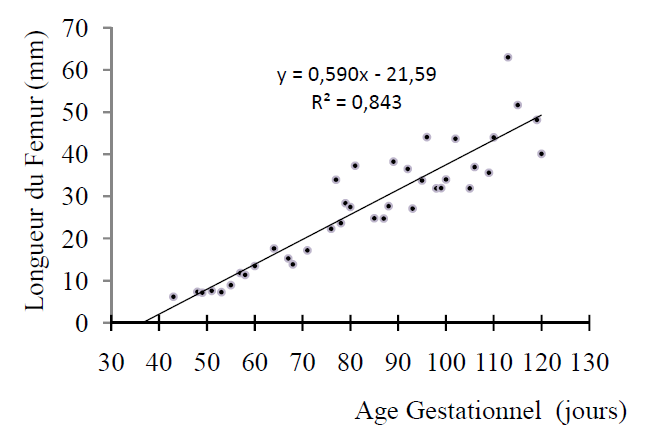 Longueur du Femur (mm)
70
60
50
40
30
20
10
0
y = 0,590x - 21,59
R² = 0,843
30 40 50 60 70 80 90 100 110 120 130
Age Gestationnel (jours)